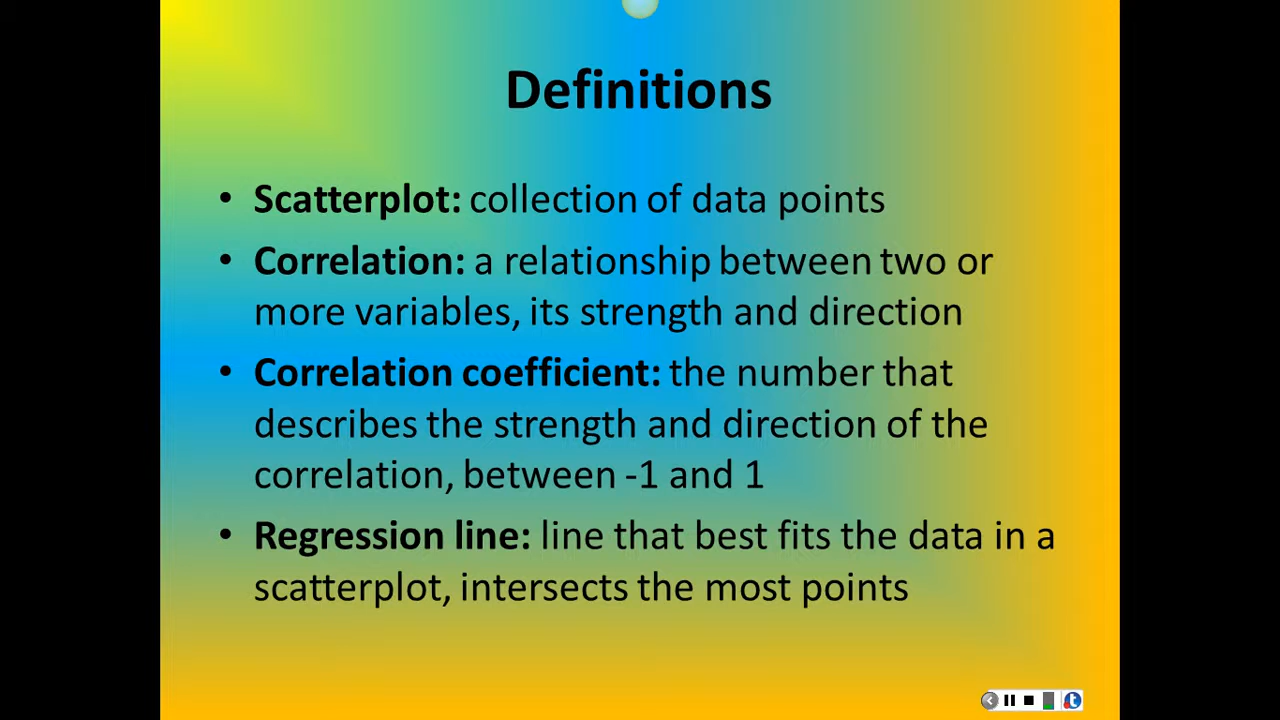 Definitions
• Scatterplot: collection of data points
• Correlation: a relationship between two or
more variables, its strength and direction
• Correlation coefficient: the number that
describes the strength and direction of the
correlation, between -1 and 1
• Regression line: line that best fits the data in a
scatterplot, intersects the most points